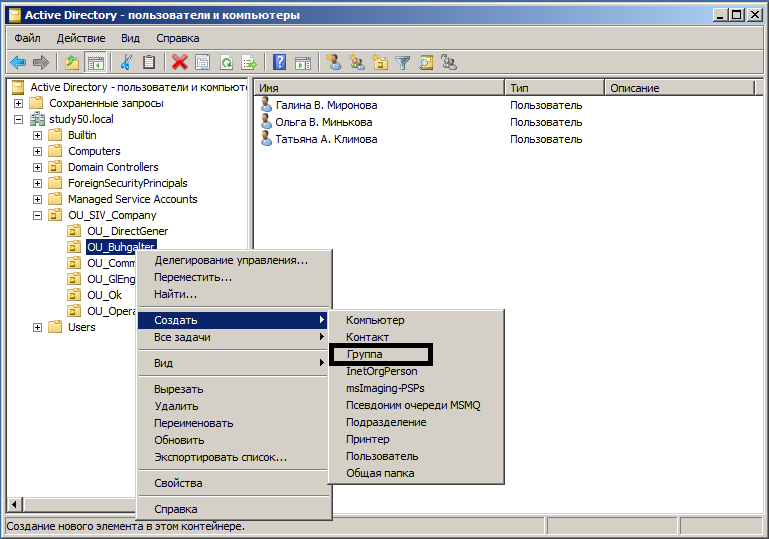 Active Directory - пользователи и компьютеры
Файл Действие Вид Справка
Active Directory - пользователи и компьют
Сохраненные запросы
study50.local
Builtin
Computers
Domain Controllers
ForeignSecurityPrincipals
Managed Service Accounts
OU_SIV_Company
OU_DirectGener
OU_Buhgalter
OU_Comm
OU_GlEng
OU_Ok
OU_Opera
Users
Имя Тип Описание
Галина В. Миронова Пользователь
Ольга В. Минькова Пользователь
Татьяна А. Климова Пользователь
Делегирование управления...
Переместить...
Найти...
Создать
Все задачи
Вид
Вырезать
Удалить
Переименовать
Обновить
Экспортировать список...
Свойства
Справка
Компьютер
Контакт
Группа
InetOrgPerson
msImaging-PSPs
Псевдоним очереди MSMQ
Подразделение
Принтер
Пользователь
Общая папка
Создание нового элемента в этом контейнере.